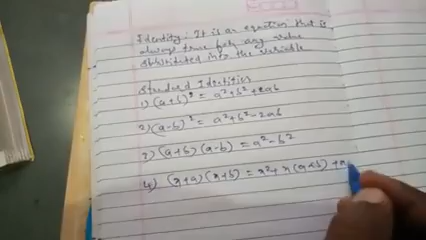 Identity: It is an equation that is
always true for any value
substituted into the variable
Standard Identities
1) (a+b)² = a²+b²+2ab
2) (a-b)² = a²+b²-2ab
3) (a+b) (a-b) = a²-b²
4) (x+a) (x+b) = x²+x(a+b)+a